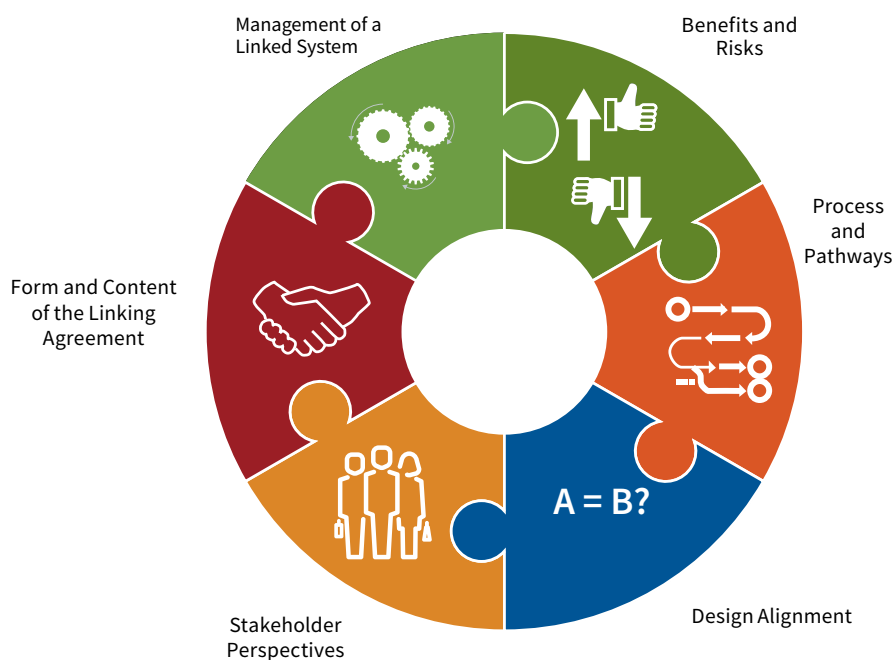 Management of a
Linked System
Benefits and
Risks
Process
and
Pathways
Form and Content
of the Linking
Agreement
A = B?
Design Alignment
Stakeholder
Perspectives